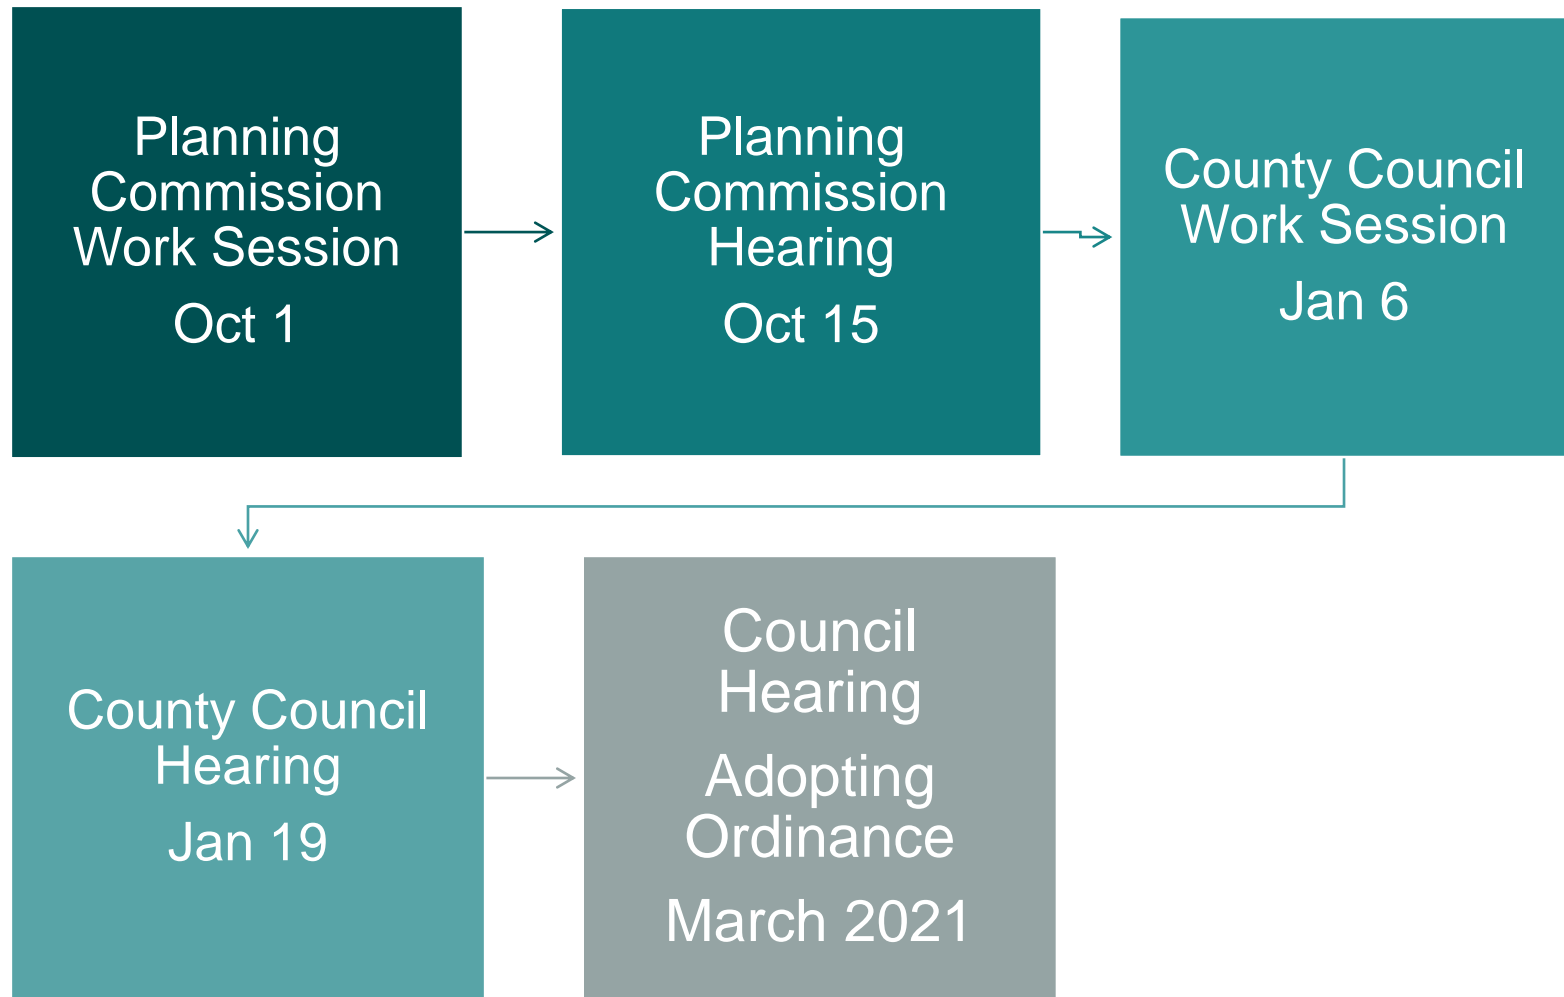 Planning
Commission
Work Session
Oct 1
Planning
Commission
Hearing
Oct 15
County Council
Work Session
Jan 6
County Council
Hearing
Jan 19
Council
Hearing
Adopting
Ordinance
March 2021